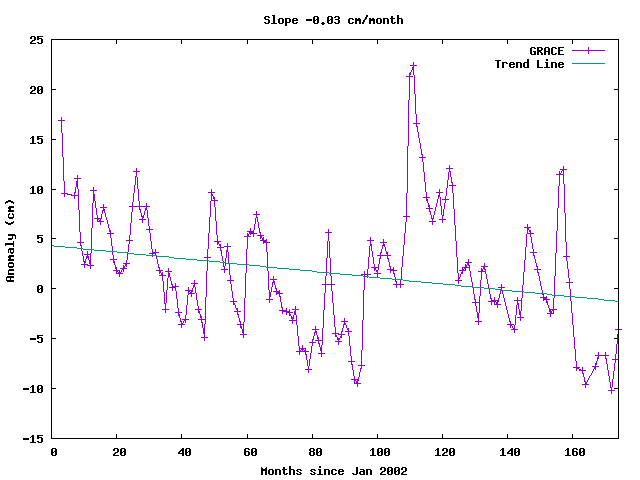 Slope -0.03 cm/month
GRACE
Trend Line
Anomaly (cm)
25
20
15
10
5
0
-5
-10
-15
0 20 40 60 80 100 120 140 160
Months since Jan 2002